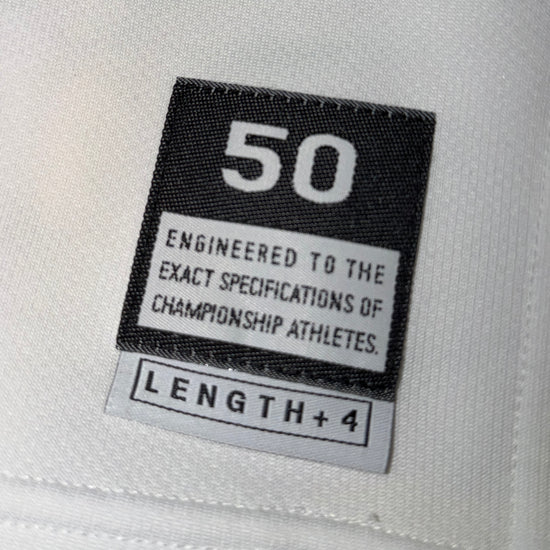 50
ENGINEERED TO THE
EXACT SPECIFICATIONS OF
CHAMPIONSHIP ATHLETES.
LENGTH+4